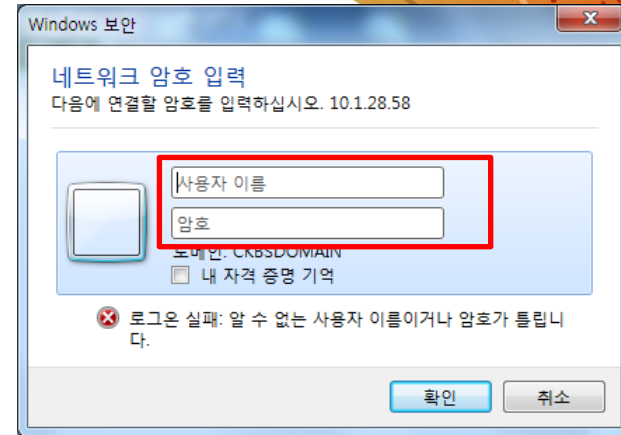 Windows 보안
네트워크 암호 입력
다음에 연결할 암호를 입력하십시오. 10.1.28.58
사용자 이름
암호
도메인: CKBSDOMAIN
내 자격 증명 기억
로그온 실패: 알 수 없는 사용자 이름이거나 암호가 틀립니
다.
확인
취소